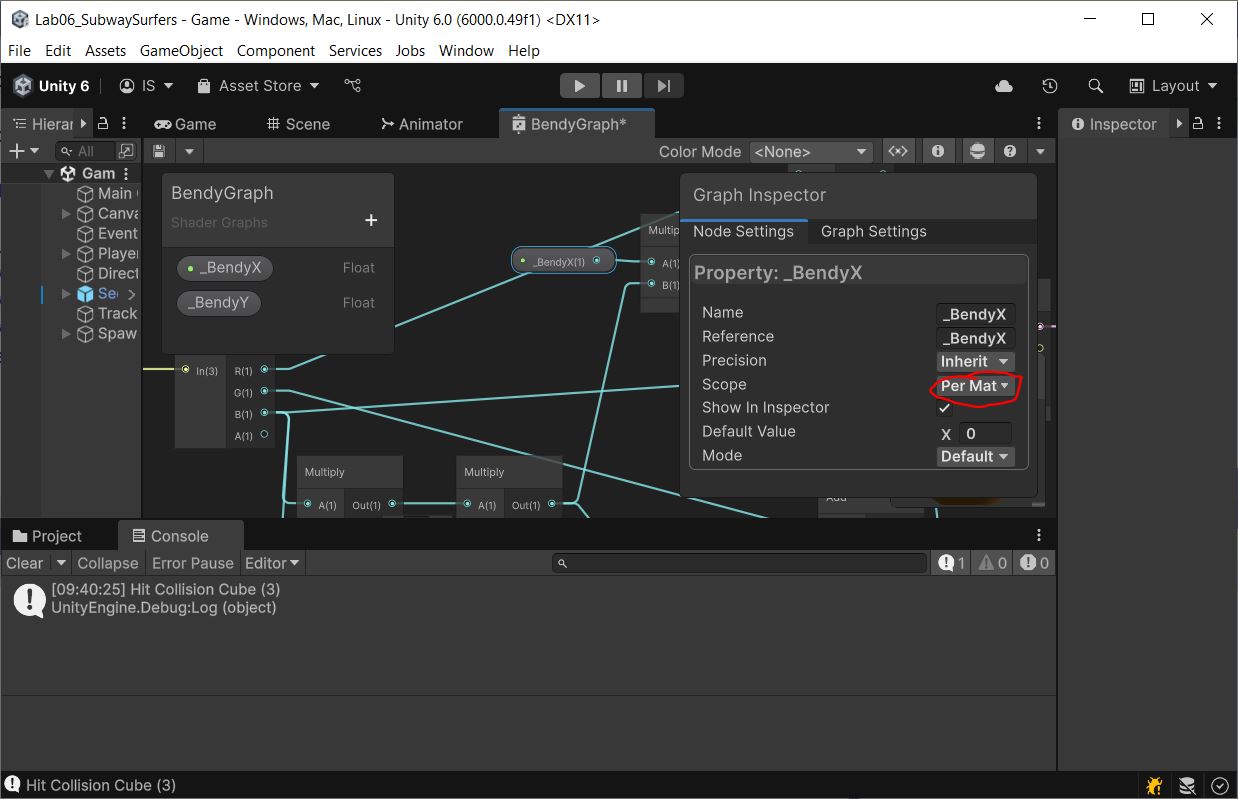 Lab06_SubwaySurfers - Game - Windows, Mac, Linux - Unity 6.0 (6000.0.49f1) <DX11>
File Edit Assets GameObject Component Services Jobs Window Help
Unity 6 IS Asset Store Layout
Hierar Game Scene Animator BendyGraph* Inspector
All Color Mode <None>
Gam
Main
Canva
Event
Player
Direct
Sec
Track
Spaw
BendyGraph
Shader Graphs
_BendyX Float
_BendyY Float
In(3) R(1)
G(1)
B(1)
A(1)
Multiply
A(1) Out(1)
Multiply
A(1) Out(1)
_BendyX(1)
Multip
A(1)
B(1)
Graph Inspector
Node Settings Graph Settings
Property: _BendyX
Name _BendyX
Reference _BendyX
Precision Inherit
Scope Per Mat
Show In Inspector
Default Value X 0
Mode Default
Add
Project Console
Clear Collapse Error Pause Editor 1 0 0
[09:40:25] Hit Collision Cube (3)
UnityEngine.Debug:Log (object)
Hit Collision Cube (3)